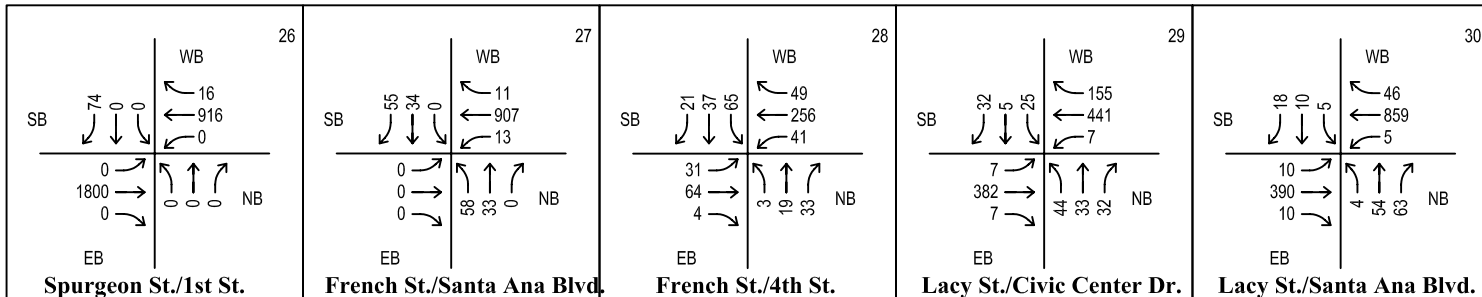 26
WB
16
916
0
SB
74 0 0
0
1800
0
0 0 0
NB
EB
Spurgeon St./1st St.
27
WB
11
907
13
SB
55 34 0
0
0
0
58 33 0
NB
EB
French St./Santa Ana Blvd.
28
WB
49
256
41
SB
21 37 65
31
64
4
3 19 33
NB
EB
French St./4th St.
29
WB
155
441
7
SB
32 5 25
7
382
7
44 33 32
NB
EB
Lacy St./Civic Center Dr.
30
WB
46
859
5
SB
18 10 5
10
390
10
4 54 63
NB
EB
Lacy St./Santa Ana Blvd.